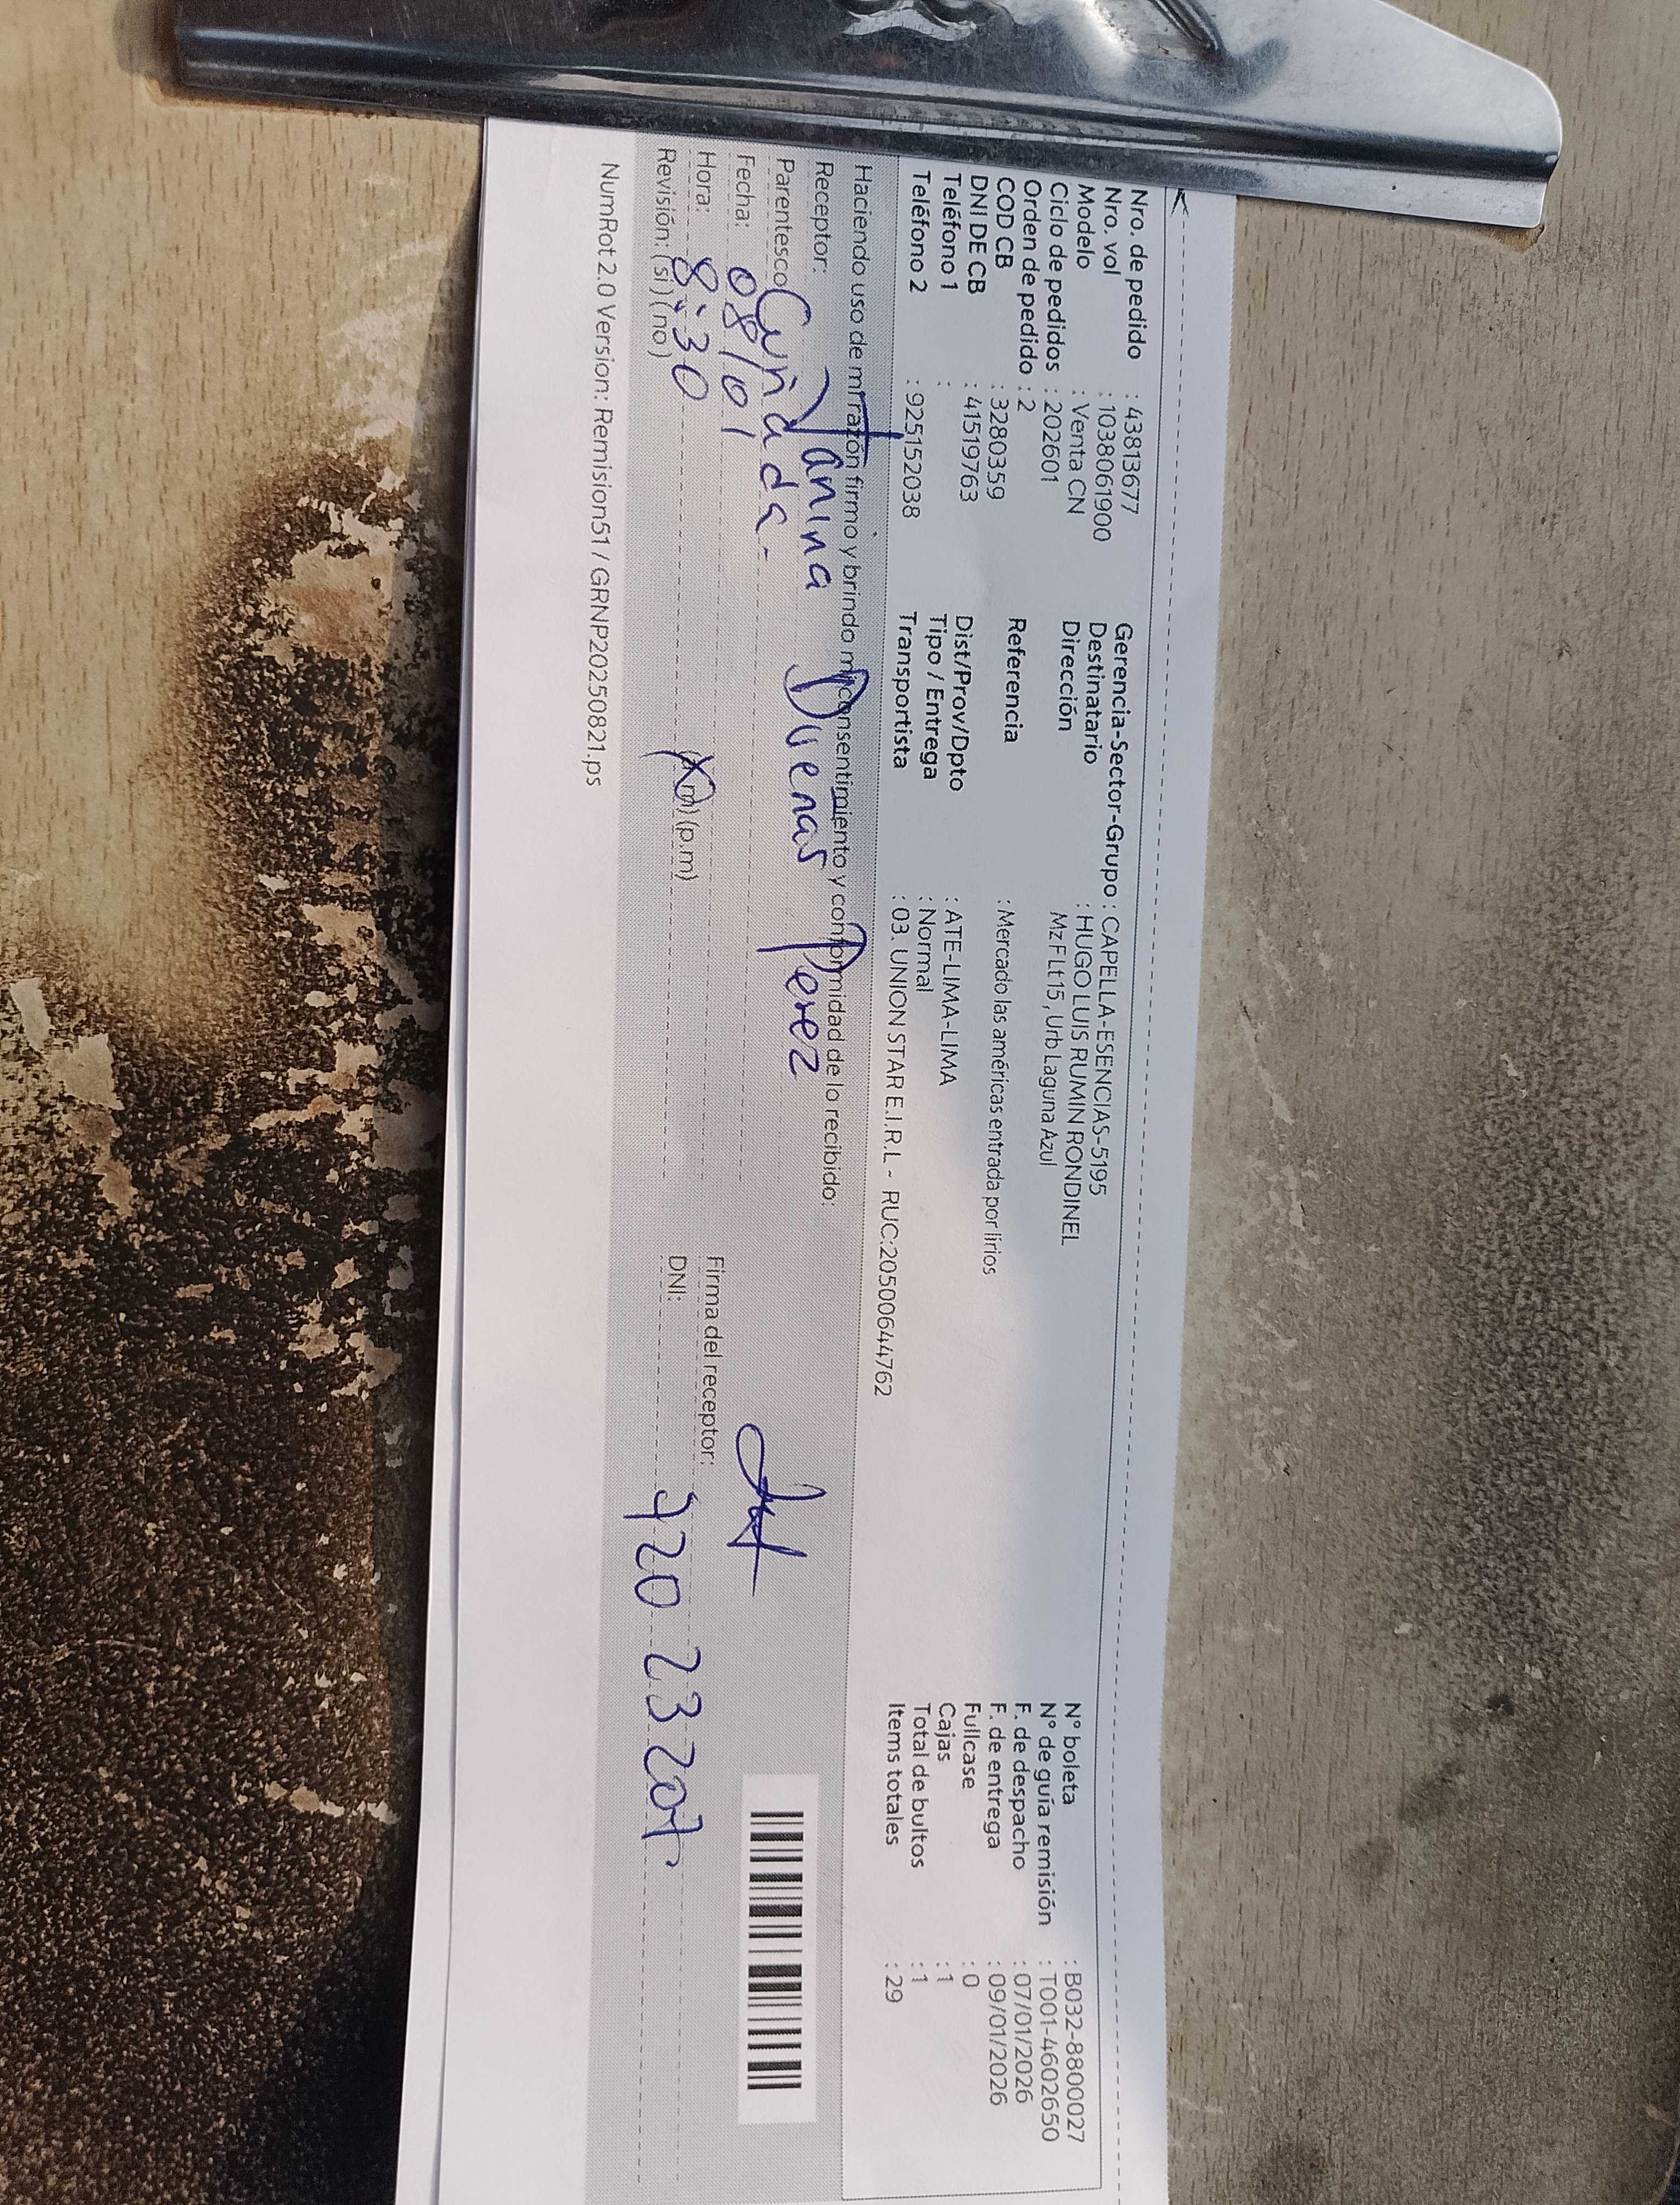 Nro. de pedido : 43813677
Nro. vol : 1038061900
Modelo : Venta CN
Ciclo de pedidos : 202601
Orden de pedido : 2
COD CB : 3280359
DNI DE CB : 41519763
Teléfono 1 :
Teléfono 2 : 925152038
Gerencia-Sector-Grupo : CAPELLA-ESENCIAS-5195
Destinatario : HUGO LUIS RUMIN RONDINEL
Dirección Mz F Lt 15 , Urb Laguna Azul
Referencia : Mercado las américas entrada por lirios
Dist/Prov/Dpto : ATE-LIMA-LIMA
Tipo / Entrega : Normal
Transportista : 03. UNION STAR E.I.R.L - RUC:20500644762
N° boleta : B032-8800027
N° de guía remisión : T001-46026650
F. de despacho : 07/01/2026
F. de entrega : 09/01/2026
Fullcase : 0
Cajas : 1
Total de bultos : 1
Items totales : 29
Haciendo uso de mi razón firmo y brindo mi consentimiento y conformidad de lo recibido:
Receptor: Yanina Duenas Perez
Parentesco Cuñada -
Fecha: 08/01
Hora: 8:30 (a.m) (p.m)
Revisión: (si) (no)
Firma del receptor:
DNI: 42023207
NumRot 2.0 Version: Remision51 / GRNP20250821.ps